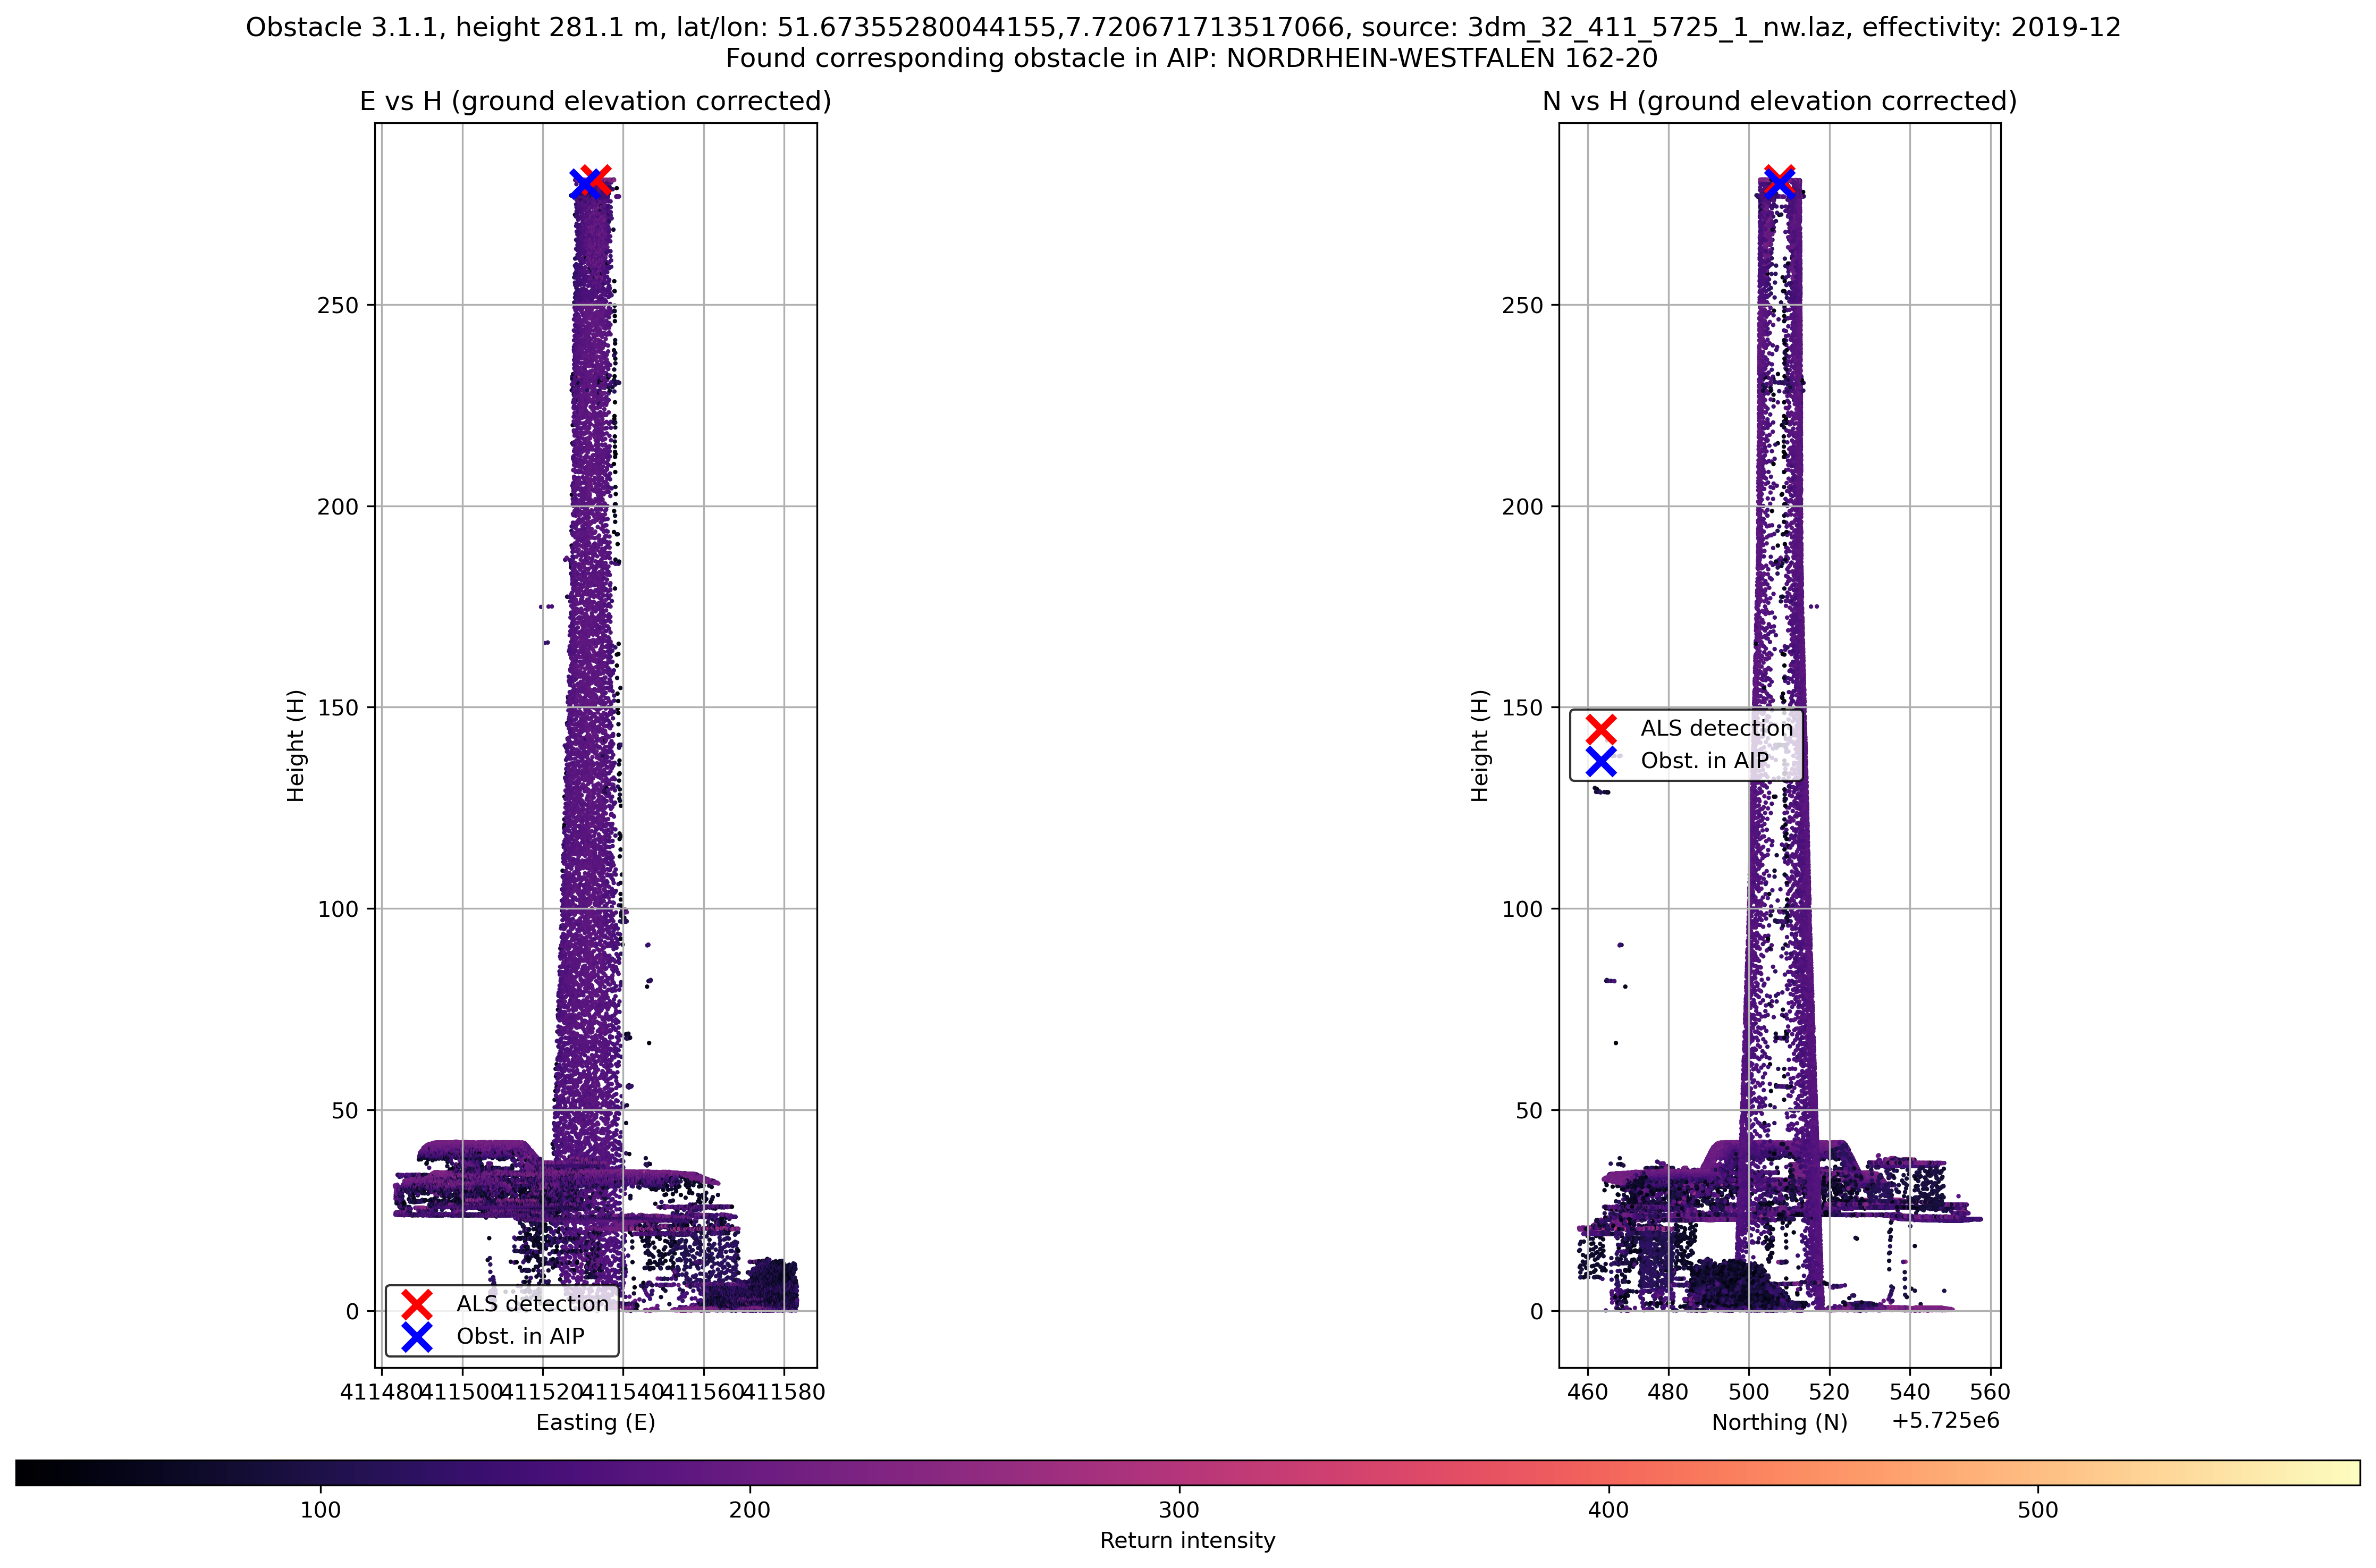 Obstacle 3.1.1, height 281.1 m, lat/lon: 51.67355280044155,7.720671713517066, source: 3dm_32_411_5725_1_nw.laz, effectivity: 2019-12
Found corresponding obstacle in AIP: NORDRHEIN-WESTFALEN 162-20
E vs H (ground elevation corrected)
250
200
150
100
50
0
Height (H)
ALS detection
Obst. in AIP
411480 411500 411520 411540 411560 411580
Easting (E)
N vs H (ground elevation corrected)
250
200
150
100
50
0
Height (H)
ALS detection
Obst. in AIP
460 480 500 520 540 560
Northing (N) +5.725e6
100 200 300 400 500
Return intensity